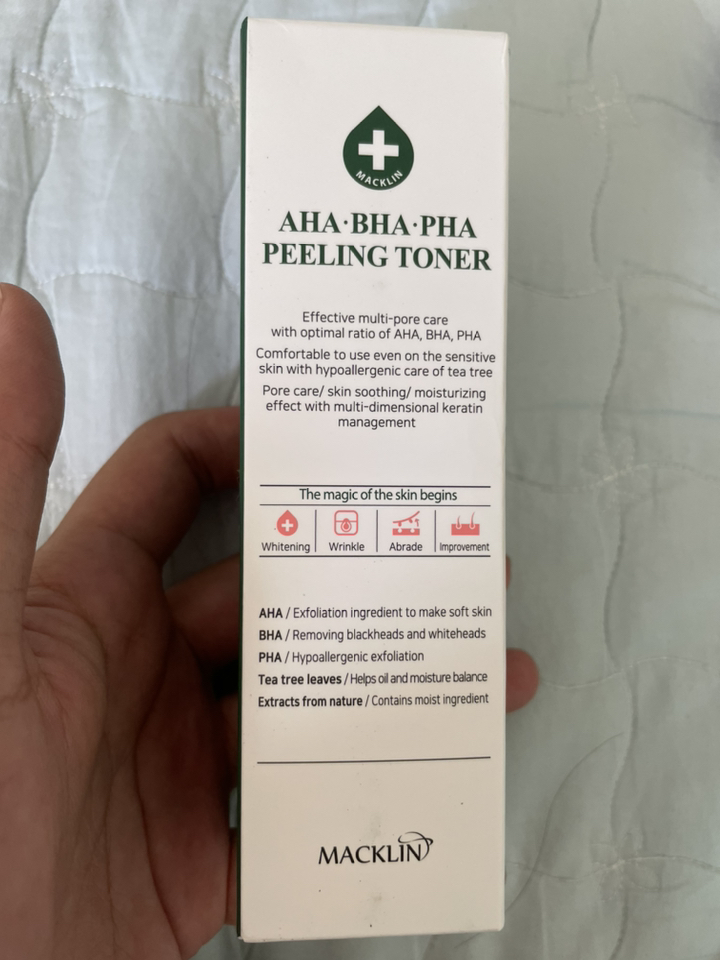 MACKLIN
AHA·BHA·PHA
PEELING TONER
Effective multi-pore care
with optimal ratio of AHA, BHA, PHA
Comfortable to use even on the sensitive
skin with hypoallergenic care of tea tree
Pore care/ skin soothing/ moisturizing
effect with multi-dimensional keratin
management
The magic of the skin begins
Whitening Wrinkle Abrade Improvement
AHA / Exfoliation ingredient to make soft skin
BHA / Removing blackheads and whiteheads
PHA / Hypoallergenic exfoliation
Tea tree leaves / Helps oil and moisture balance
Extracts from nature / Contains moist ingredient
MACKLIN